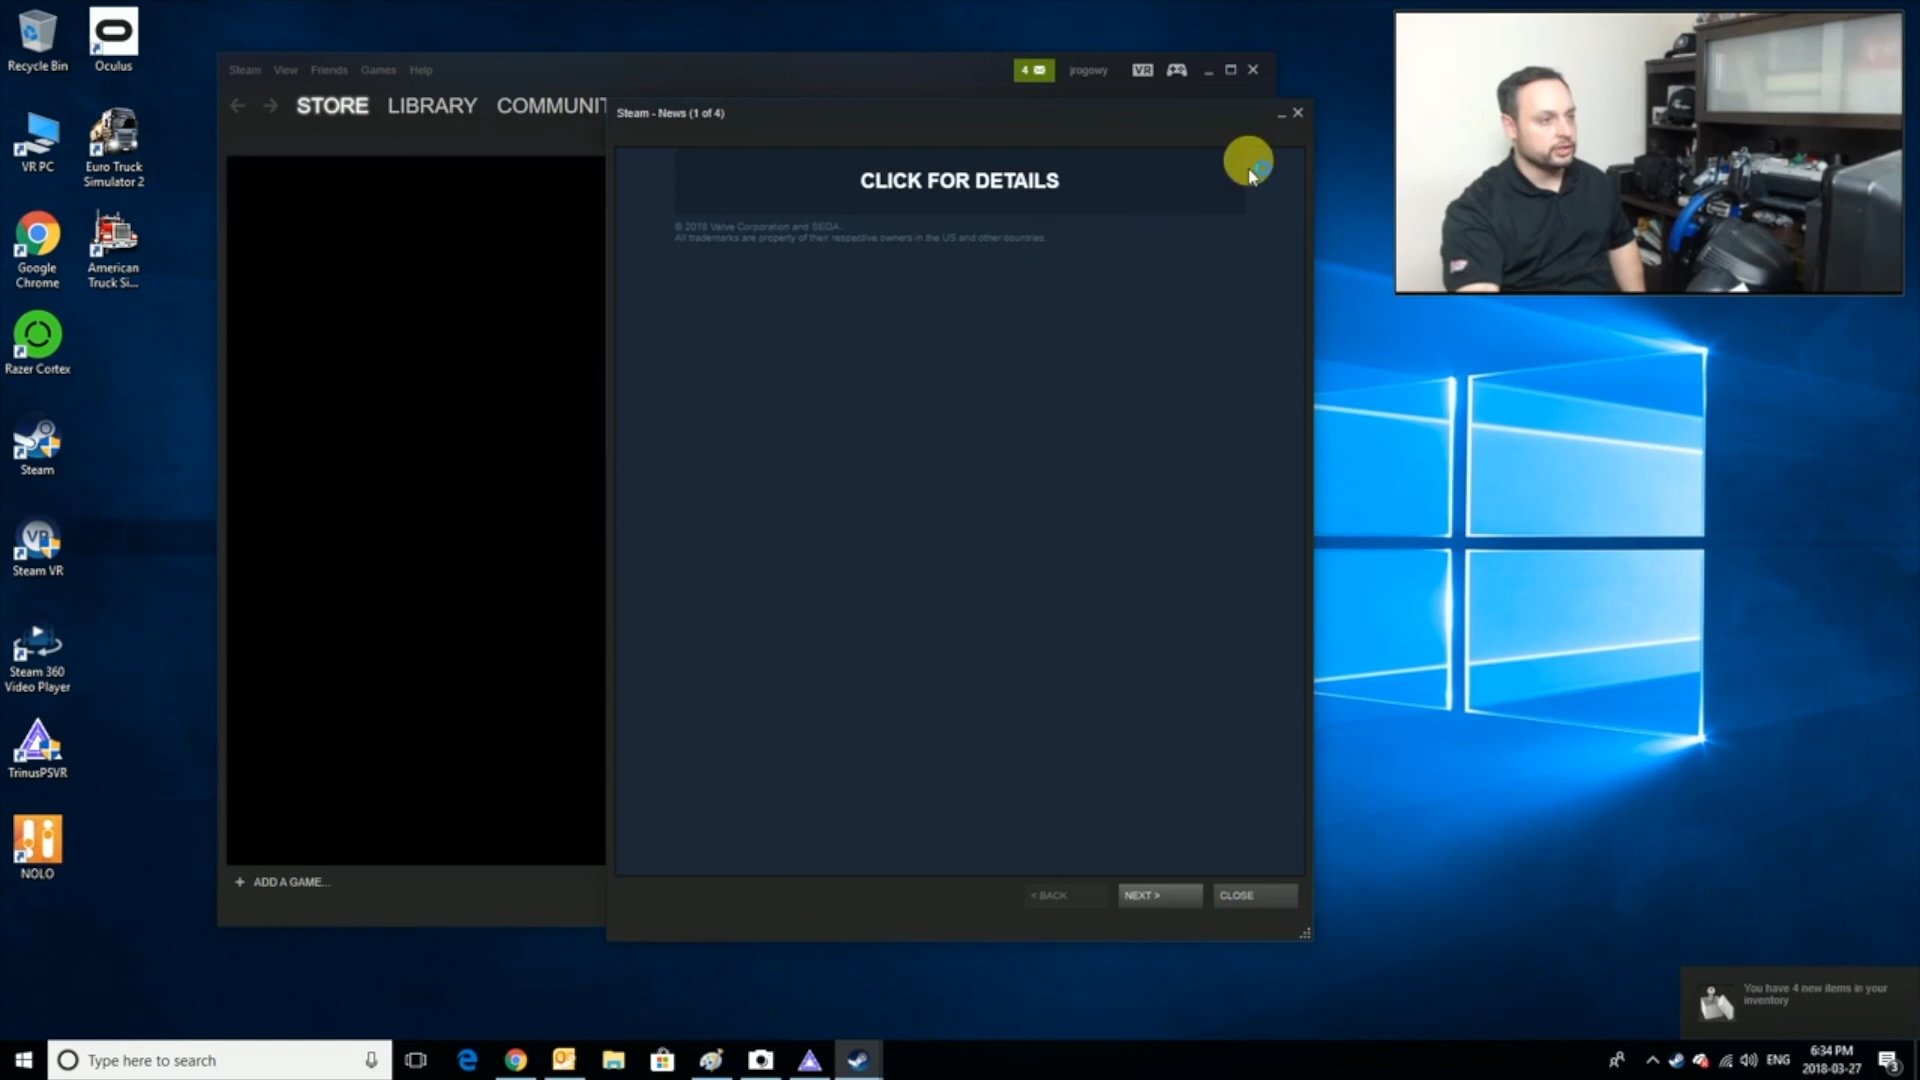 Recycle Bin
Oculus
VR PC
Euro Truck
Simulator 2
Google
Chrome
American
Truck Si...
Razer Cortex
Steam
Steam VR
Steam 360
Video Player
TrinusPSVR
NOLO
Steam View Friends Games Help
4
jrogowy
VR
STORE LIBRARY COMMUNIT
Steam - News (1 of 4)
CLICK FOR DETAILS
© 2018 Valve Corporation and SEGA.
All trademarks are property of their respective owners in the US and other countries.
+ ADD A GAME...
< BACK
NEXT >
CLOSE
You have 4 new items in your
inventory
Type here to search
ENG
6:34 PM
2018-03-27
3